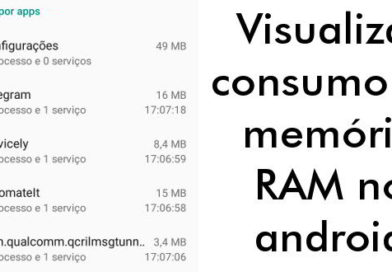 por apps
figurações 49 MB
ocesso e 0 serviços
egram 16 MB
ocesso e 1 serviço 17:07:18
vicely 8,4 MB
ocesso e 1 serviço 17:06:59
omateIt 15 MB
ocesso e 1 serviço 17:06:58
n.qualcomm.qcrilmsgtunn.. 3,4 MB
ocesso e 1 serviço 17:07:06
Visualiza
consumo
memóri
RAM no
android